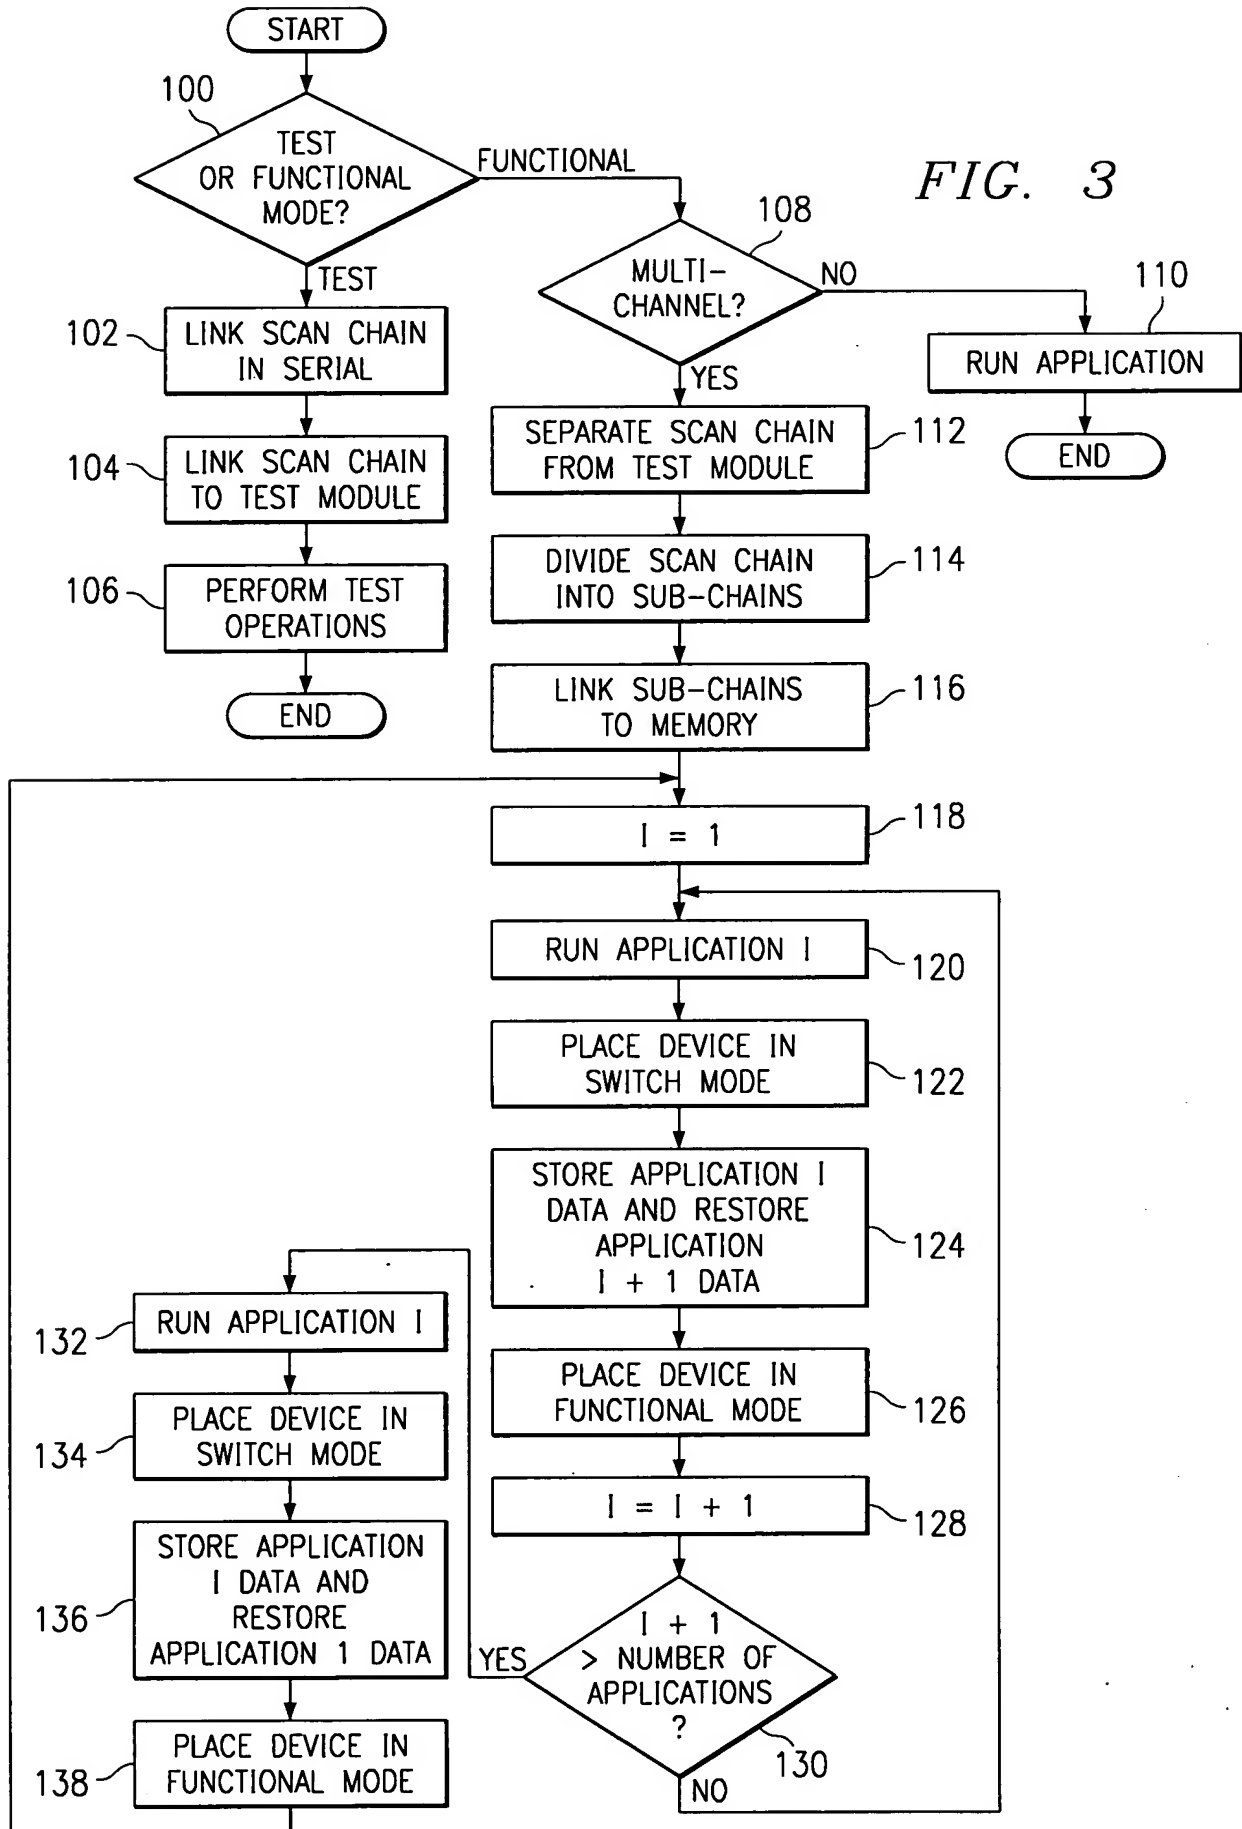 START
100
TEST
OR FUNCTIONAL
MODE?
FUNCTIONAL
TEST
FIG. 3
108
MULTI-
CHANNEL?
NO
YES
110
RUN APPLICATION
END
102
LINK SCAN CHAIN
IN SERIAL
104
LINK SCAN CHAIN
TO TEST MODULE
106
PERFORM TEST
OPERATIONS
END
SEPARATE SCAN CHAIN
FROM TEST MODULE
112
DIVIDE SCAN CHAIN
INTO SUB-CHAINS
114
LINK SUB-CHAINS
TO MEMORY
116
I = 1
118
RUN APPLICATION I
120
PLACE DEVICE IN
SWITCH MODE
122
STORE APPLICATION I
DATA AND RESTORE
APPLICATION
I + 1 DATA
124
PLACE DEVICE IN
FUNCTIONAL MODE
126
I = I + 1
128
I + 1
> NUMBER OF
APPLICATIONS
?
130
YES
NO
132
RUN APPLICATION I
134
PLACE DEVICE IN
SWITCH MODE
136
STORE APPLICATION
I DATA AND
RESTORE
APPLICATION 1 DATA
138
PLACE DEVICE IN
FUNCTIONAL MODE